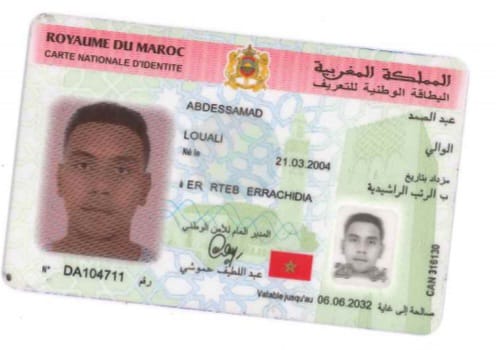 ROYAUME DU MAROC
CARTE NATIONALE D'IDENTITE
المملكة المغربية
البطاقة الوطنية للتعريف
ABDESSAMAD
عبد الصمد
LOUALI
الوالي
Né le 21.03.2004 مزداد بتاريخ
ER RTEB ERRACHIDIA
ب الرتب الراشيدية
المدير العام للأمن الوطني
عبد اللطيف حموشي
N° DA104711 رقم
Valable jusqu'au 06.06.2032 صالحة إلى غاية
CAN 316130